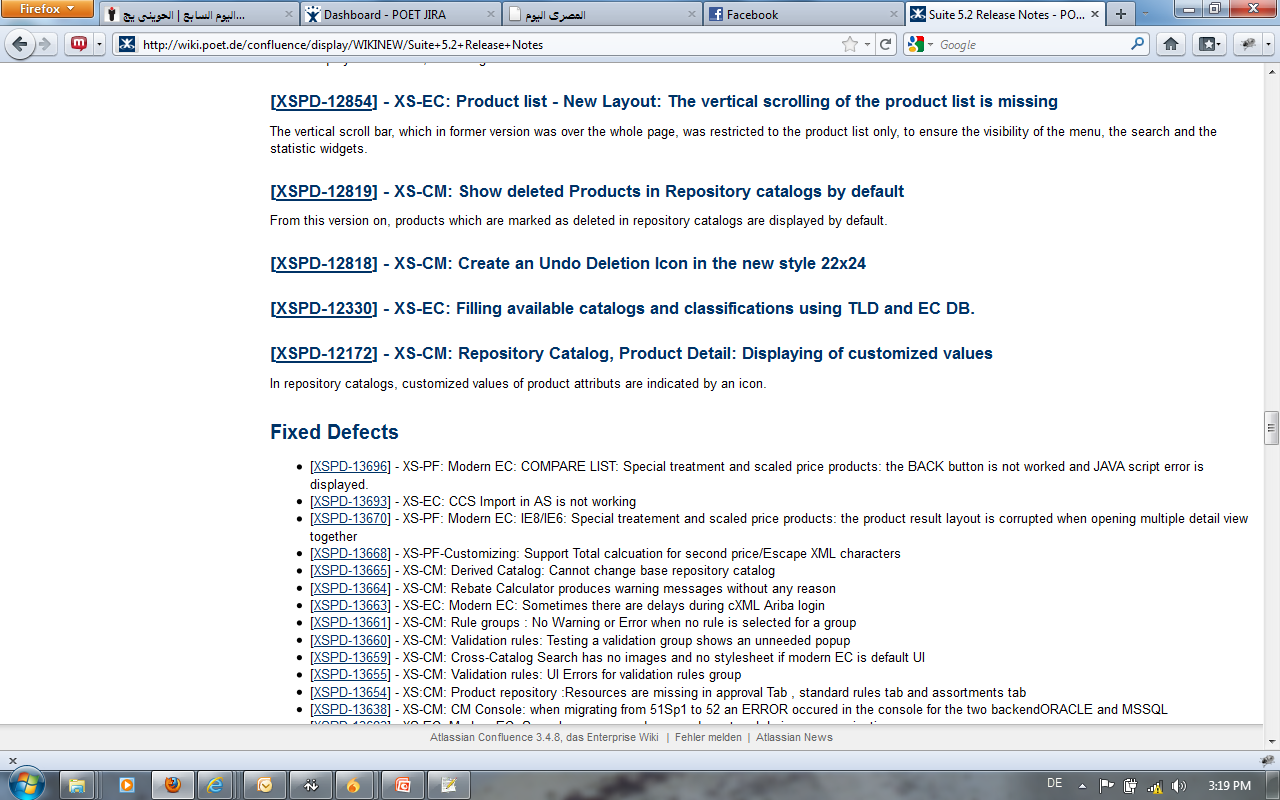 Firefox
اليوم السابع | الحوينى يج...
Dashboard - POET JIRA
المصرى اليوم
Facebook
Suite 5.2 Release Notes - PO...
http://wiki.poet.de/confluence/display/WIKINEW/Suite+5.2+Release+Notes
Google
[XSPD-12854] - XS-EC: Product list - New Layout: The vertical scrolling of the product list is missing
The vertical scroll bar, which in former version was over the whole page, was restricted to the product list only, to ensure the visibility of the menu, the search and the
statistic widgets.
[XSPD-12819] - XS-CM: Show deleted Products in Repository catalogs by default
From this version on, products which are marked as deleted in repository catalogs are displayed by default.
[XSPD-12818] - XS-CM: Create an Undo Deletion Icon in the new style 22x24
[XSPD-12330] - XS-EC: Filling available catalogs and classifications using TLD and EC DB.
[XSPD-12172] - XS-CM: Repository Catalog, Product Detail: Displaying of customized values
In repository catalogs, customized values of product attributs are indicated by an icon.
Fixed Defects
[XSPD-13696] - XS-PF: Modern EC: COMPARE LIST: Special treatment and scaled price products: the BACK button is not worked and JAVA script error is
displayed.
[XSPD-13693] - XS-EC: CCS Import in AS is not working
[XSPD-13670] - XS-PF: Modern EC: IE8/IE6: Special treatement and scaled price products: the product result layout is corrupted when opening multiple detail view
together
[XSPD-13668] - XS-PF-Customizing: Support Total calcuation for second price/Escape XML characters
[XSPD-13665] - XS-CM: Derived Catalog: Cannot change base repository catalog
[XSPD-13664] - XS-CM: Rebate Calculator produces warning messages without any reason
[XSPD-13663] - XS-EC: Modern EC: Sometimes there are delays during cXML Ariba login
[XSPD-13661] - XS-CM: Rule groups : No Warning or Error when no rule is selected for a group
[XSPD-13660] - XS-CM: Validation rules: Testing a validation group shows an unneeded popup
[XSPD-13659] - XS-CM: Cross-Catalog Search has no images and no stylesheet if modern EC is default UI
[XSPD-13655] - XS-CM: Validation rules: UI Errors for validation rules group
[XSPD-13654] - XS:CM: Product repository :Resources are missing in approval Tab , standard rules tab and assortments tab
[XSPD-13638] - XS-CM: CM Console: when migrating from 51Sp1 to 52 an ERROR occured in the console for the two backendORACLE and MSSQL
Atlassian Confluence 3.4.8, das Enterprise Wiki | Fehler melden | Atlassian News
DE
3:19 PM